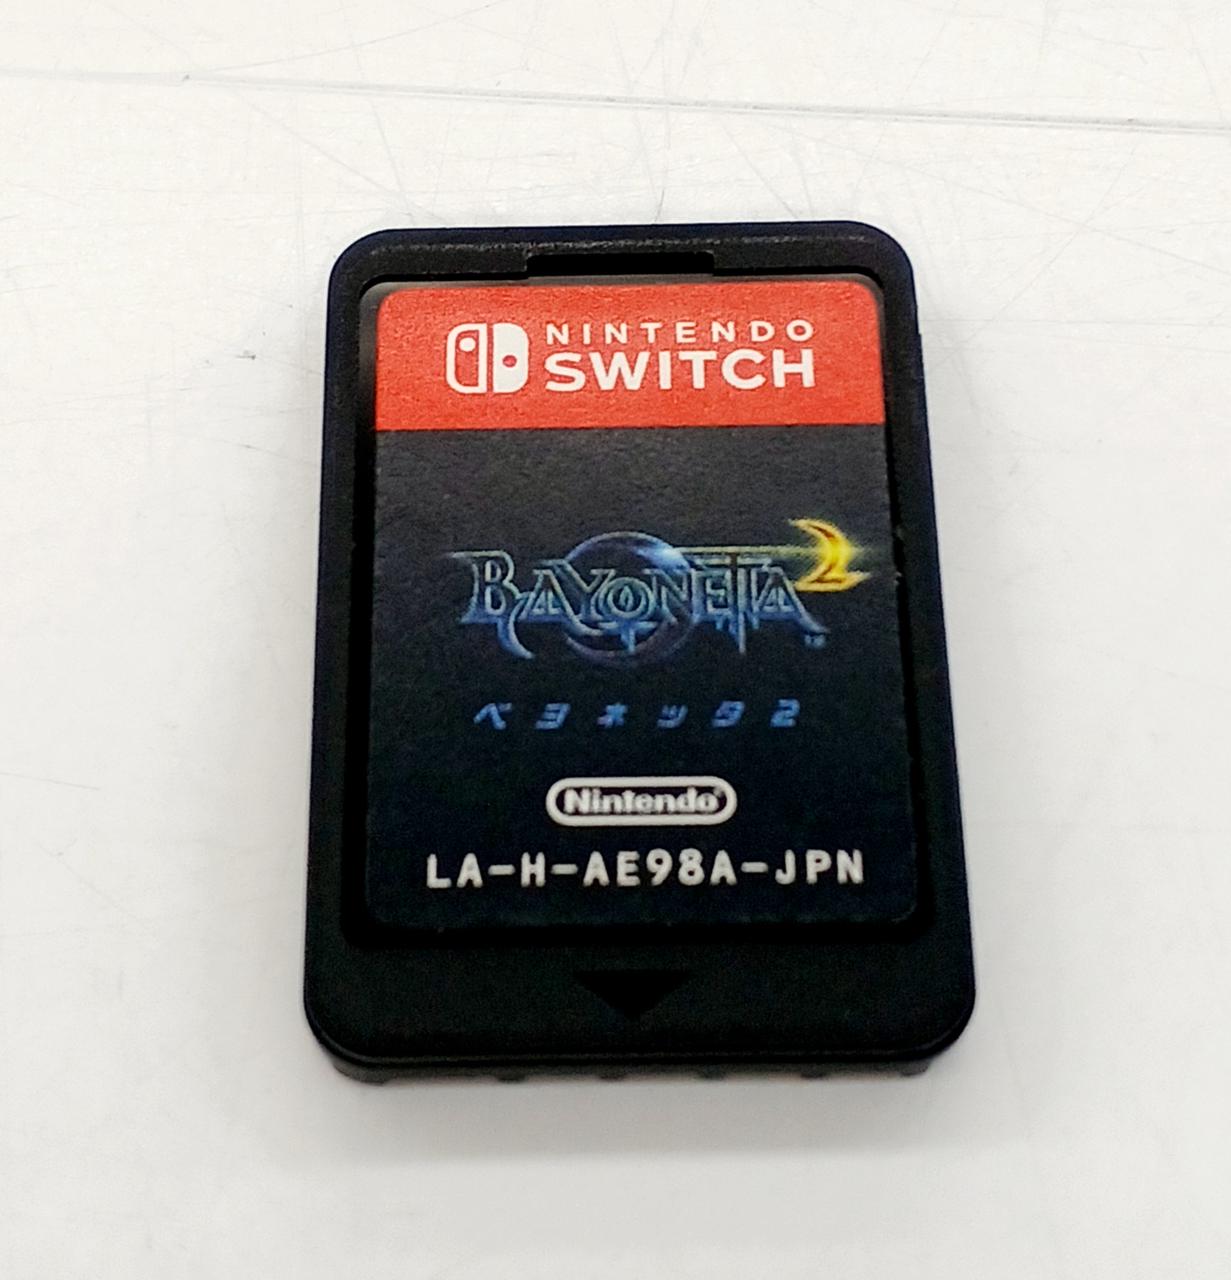 NINTENDO
SWITCH
BAYONETTA 2
ベヨネッタ2
Nintendo
LA-H-AE98A-JPN